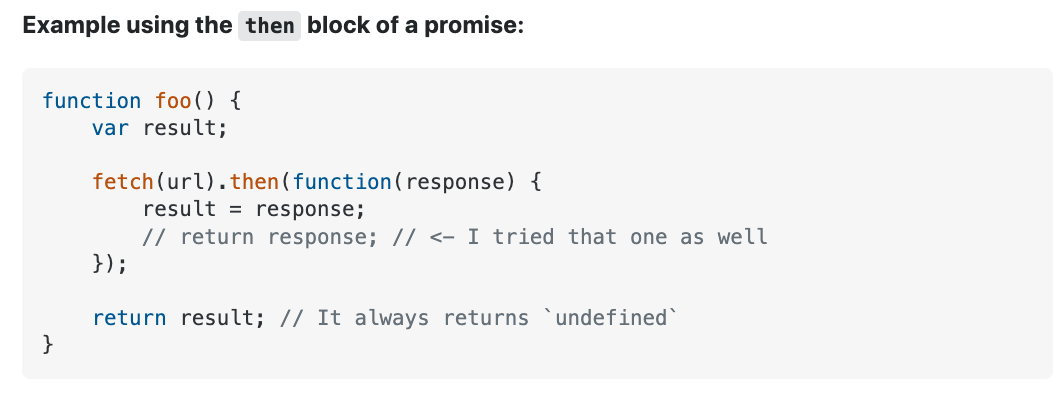 Example using the then block of a promise:
function foo() {
    var result;
    fetch(url).then(function(response) {
        result = response;
        // return response; // <- I tried that one as well
    });
    return result; // It always returns `undefined`
}